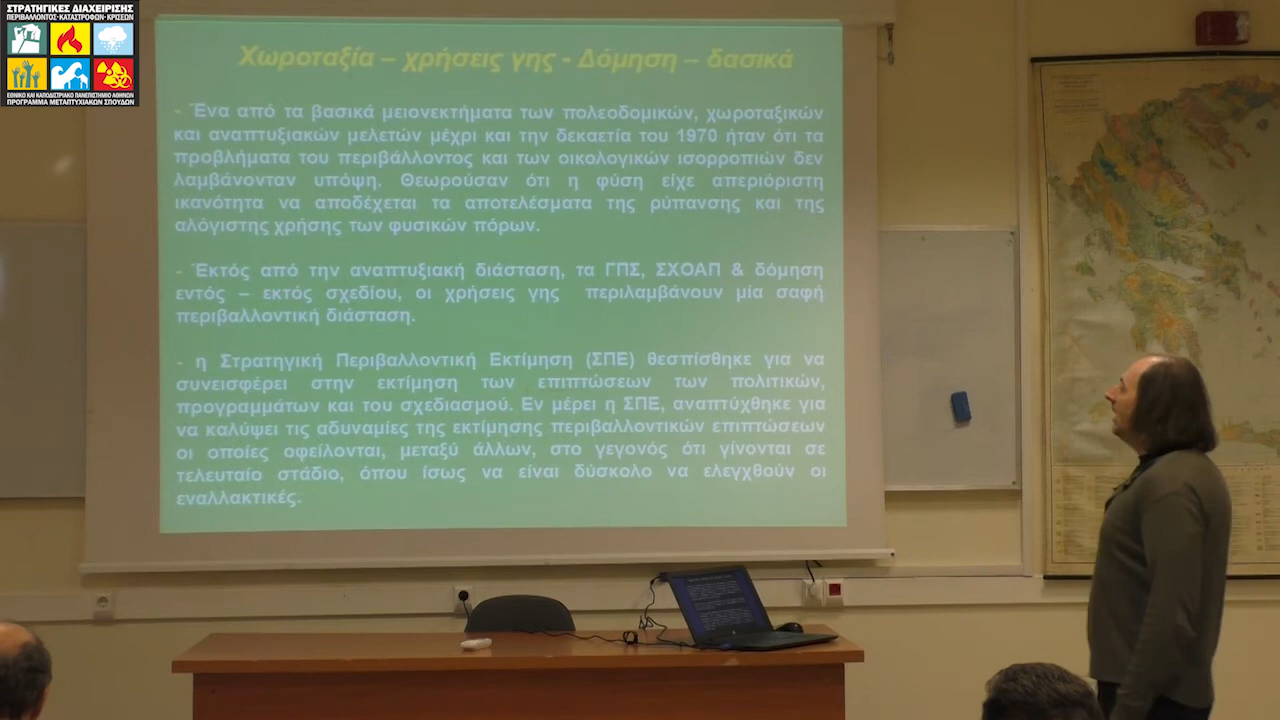 ΣΤΡΑΤΗΓΙΚΕΣ ΔΙΑΧΕΙΡΙΣΗΣ
ΠΕΡΙΒΑΛΛΟΝΤΟΣ·ΚΑΤΑΣΤΡΟΦΩΝ·ΚΡΙΣΕΩΝ
ΕΘΝΙΚΟ ΚΑΙ ΚΑΠΟΔΙΣΤΡΙΑΚΟ ΠΑΝΕΠΙΣΤΗΜΙΟ ΑΘΗΝΩΝ
ΠΡΟΓΡΑΜΜΑ ΜΕΤΑΠΤΥΧΙΑΚΩΝ ΣΠΟΥΔΩΝ
Χωροταξία – χρήσεις γης - Δόμηση – δασικά
- Ένα από τα βασικά μειονεκτήματα των πολεοδομικών, χωροταξικών
και αναπτυξιακών μελετών μέχρι και την δεκαετία του 1970 ήταν ότι τα
προβλήματα του περιβάλλοντος και των οικολογικών ισορροπιών δεν
λαμβάνονταν υπόψη. Θεωρούσαν ότι η φύση είχε απεριόριστη
ικανότητα να αποδέχεται τα αποτελέσματα της ρύπανσης και της
αλόγιστης χρήσης των φυσικών πόρων.
- Έκτός από την αναπτυξιακή διάσταση, τα ΓΠΣ, ΣΧΟΑΠ & δόμηση
εντός – εκτός σχεδίου, οι χρήσεις γης περιλαμβάνουν μία σαφή
περιβαλλοντική διάσταση.
- η Στρατηγική Περιβαλλοντική Εκτίμηση (ΣΠΕ) θεσπίσθηκε για να
συνεισφέρει στην εκτίμηση των επιπτώσεων των πολιτικών,
προγραμμάτων και του σχεδιασμού. Εν μέρει η ΣΠΕ, αναπτύχθηκε για
να καλύψει τις αδυναμίες της εκτίμησης περιβαλλοντικών επιπτώσεων
οι οποίες οφείλονται, μεταξύ άλλων, στο γεγονός ότι γίνονται σε
τελευταίο στάδιο, όπου ίσως να είναι δύσκολο να ελεγχθούν οι
εναλλακτικές.